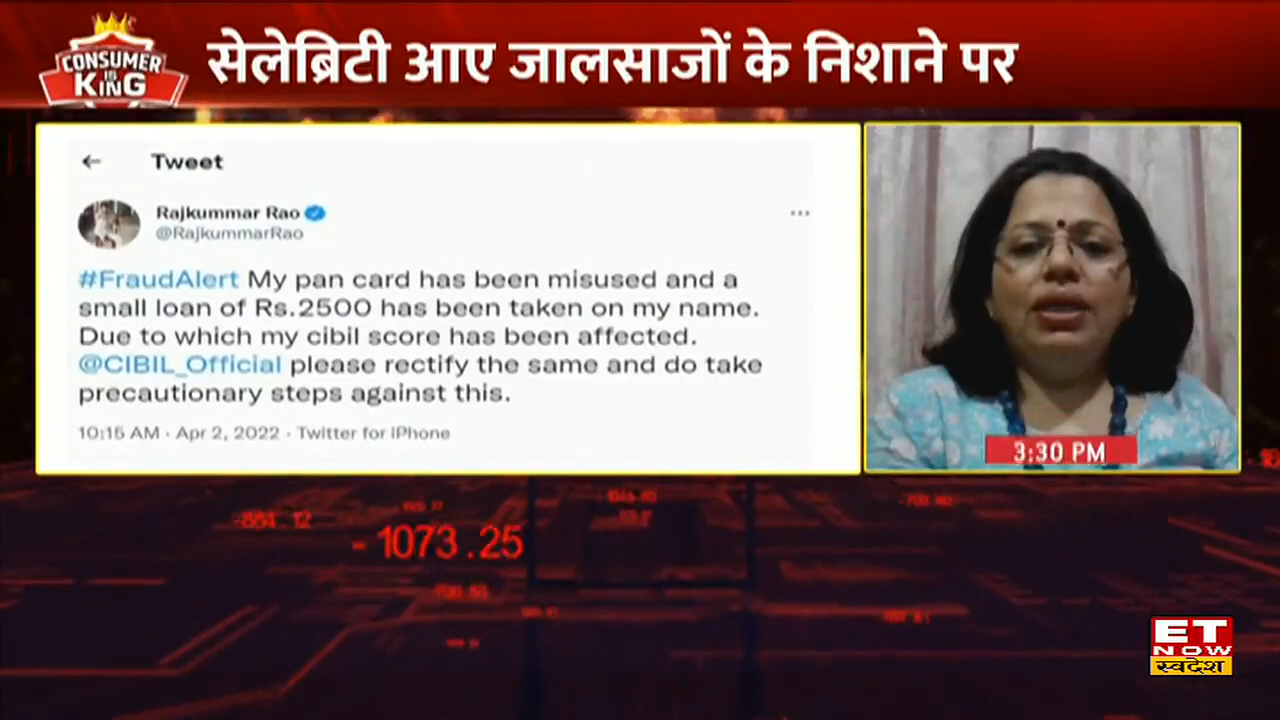 CONSUMER
IS
KING
सेलेब्रिटी आए जालसाजों के निशाने पर
Tweet
Rajkummar Rao
@RajkummarRao
#FraudAlert My pan card has been misused and a
small loan of Rs.2500 has been taken on my name.
Due to which my cibil score has been affected.
@CIBIL_Official please rectify the same and do take
precautionary steps against this.
10:15 AM · Apr 2, 2022 · Twitter for iPhone
3:30 PM
-884.12
- 1073.25
ET
NOW
स्वदेश